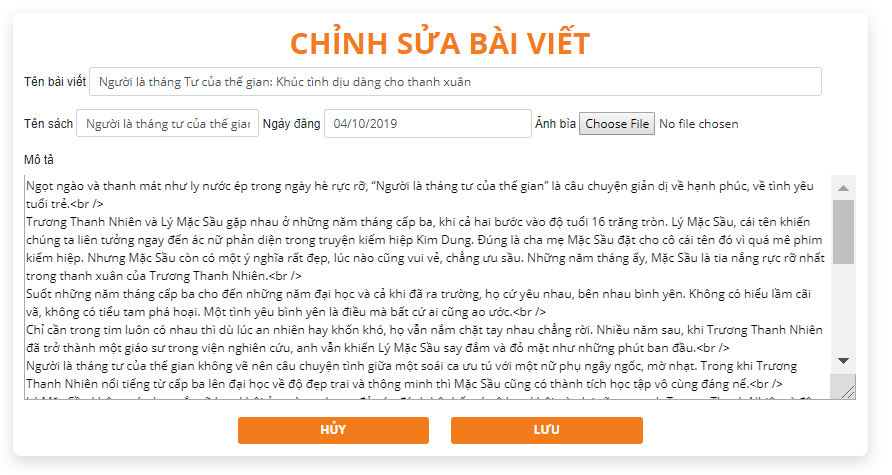 CHỈNH SỬA BÀI VIẾT
Tên bài viết Người là tháng Tư của thế gian: Khúc tình dịu dàng cho thanh xuân
Tên sách Người là tháng tư của thế gian Ngày đăng 04/10/2019 Ảnh bìa Choose File No file chosen
Mô tả
Ngọt ngào và thanh mát như ly nước ép trong ngày hè rực rỡ, “Người là tháng tư của thế gian” là câu chuyện giản dị về hạnh phúc, về tình yêu
tuổi trẻ.<br />
Trương Thanh Nhiên và Lý Mặc Sầu gặp nhau ở những năm tháng cấp ba, khi cả hai bước vào độ tuổi 16 trăng tròn. Lý Mặc Sầu, cái tên khiến
chúng ta liên tưởng ngay đến ác nữ phản diện trong truyện kiếm hiệp Kim Dung. Đúng là cha mẹ Mặc Sầu đặt cho cô cái tên đó vì quá mê phim
kiếm hiệp. Nhưng Mặc Sầu còn có một ý nghĩa rất đẹp, lúc nào cũng vui vẻ, chẳng ưu sầu. Những năm tháng ấy, Mặc Sầu là tia nắng rực rỡ nhất
trong thanh xuân của Trương Thanh Nhiên.<br />
Suốt những năm tháng cấp ba cho đến những năm đại học và cả khi đã ra trường, họ cứ yêu nhau, bên nhau bình yên. Không có hiểu lầm cãi
vã, không có tiểu tam phá hoại. Một tình yêu bình yên là điều mà bất cứ ai cũng ao ước.<br />
Chỉ cần trong tim luôn có nhau thì dù lúc an nhiên hay khốn khó, họ vẫn nắm chặt tay nhau chẳng rời. Nhiều năm sau, khi Trương Thanh Nhiên
đã trở thành một giáo sư trong viện nghiên cứu, anh vẫn khiến Lý Mặc Sầu say đắm và đỏ mặt như những phút ban đầu.<br />
Người là tháng tư của thế gian không vẽ nên câu chuyện tình giữa một soái ca ưu tú với một nữ phụ ngây ngốc, mờ nhạt. Trong khi Trương
Thanh Nhiên nổi tiếng từ cấp ba lên đại học về độ đẹp trai và thông minh thì Mặc Sầu cũng có thành tích học tập vô cùng đáng nể.<br />
HỦY LƯU